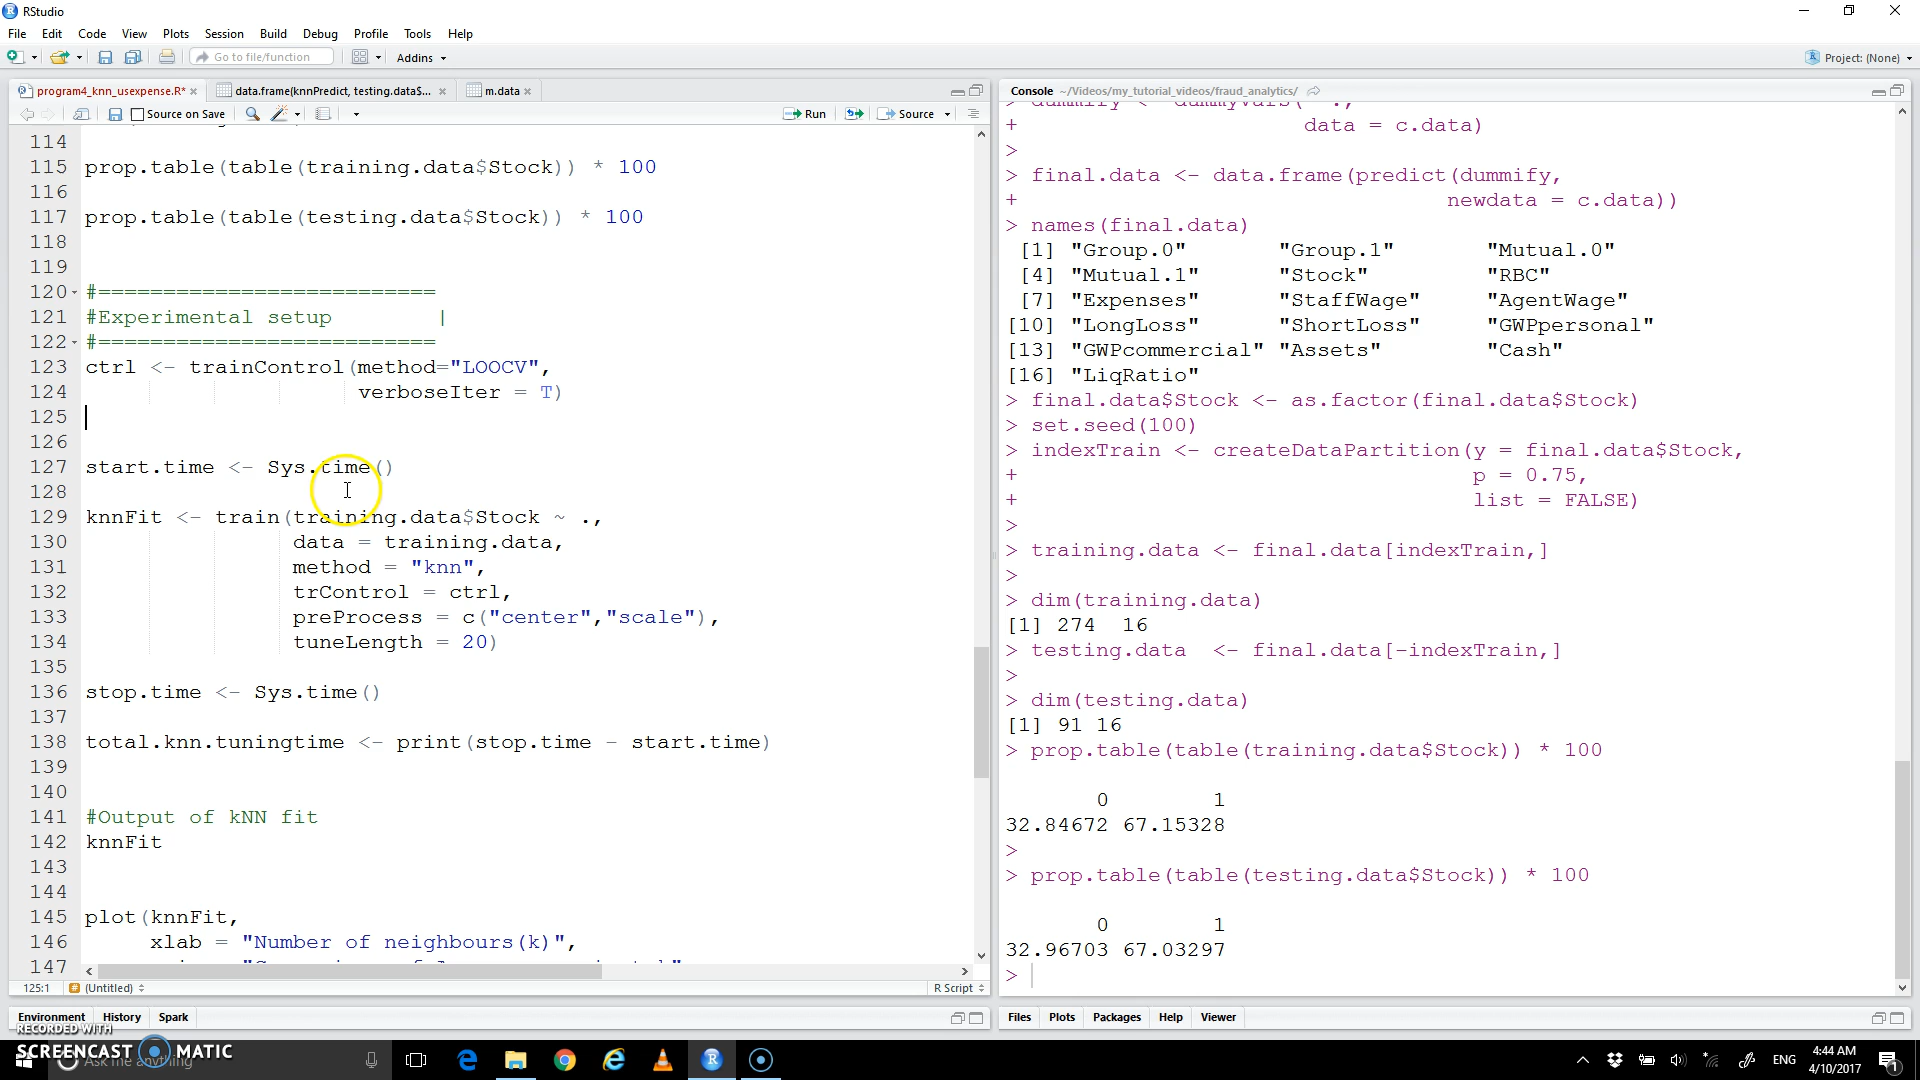 RStudio
File Edit Code View Plots Session Build Debug Profile Tools Help
Go to file/function Addins Project: (None)
program4_knn_usexpense.R* data.frame(knnPredict, testing.data$... m.data
Source on Save Run Source
114
115 prop.table(table(training.data$Stock)) * 100
116
117 prop.table(table(testing.data$Stock)) * 100
118
119
120 #==========================
121 #Experimental setup |
122 #==========================
123 ctrl <- trainControl(method="LOOCV",
124 verboseIter = T)
125
126
127 start.time <- Sys.time()
128
129 knnFit <- train(training.data$Stock ~ .,
130 data = training.data,
131 method = "knn",
132 trControl = ctrl,
133 preProcess = c("center","scale"),
134 tuneLength = 20)
135
136 stop.time <- Sys.time()
137
138 total.knn.tuningtime <- print(stop.time - start.time)
139
140
141 #Output of kNN fit
142 knnFit
143
144
145 plot(knnFit,
146 xlab = "Number of neighbours(k)",
147
125:1 (Untitled) R Script
Environment History Spark
Console ~/Videos/my_tutorial_videos/fraud_analytics/
+ data = c.data)
>
> final.data <- data.frame(predict(dummify,
+ newdata = c.data))
> names(final.data)
[1] "Group.0" "Group.1" "Mutual.0"
[4] "Mutual.1" "Stock" "RBC"
[7] "Expenses" "StaffWage" "AgentWage"
[10] "LongLoss" "ShortLoss" "GWPpersonal"
[13] "GWPcommercial" "Assets" "Cash"
[16] "LiqRatio"
> final.data$Stock <- as.factor(final.data$Stock)
> set.seed(100)
> indexTrain <- createDataPartition(y = final.data$Stock,
+ p = 0.75,
+ list = FALSE)
>
> training.data <- final.data[indexTrain,]
>
> dim(training.data)
[1] 274 16
> testing.data <- final.data[-indexTrain,]
>
> dim(testing.data)
[1] 91 16
> prop.table(table(training.data$Stock)) * 100
0 1
32.84672 67.15328
>
> prop.table(table(testing.data$Stock)) * 100
0 1
32.96703 67.03297
>
Files Plots Packages Help Viewer
RECORDED WITH
SCREENCAST MATIC
Ask me anything
ENG 4:44 AM
4/10/2017
1